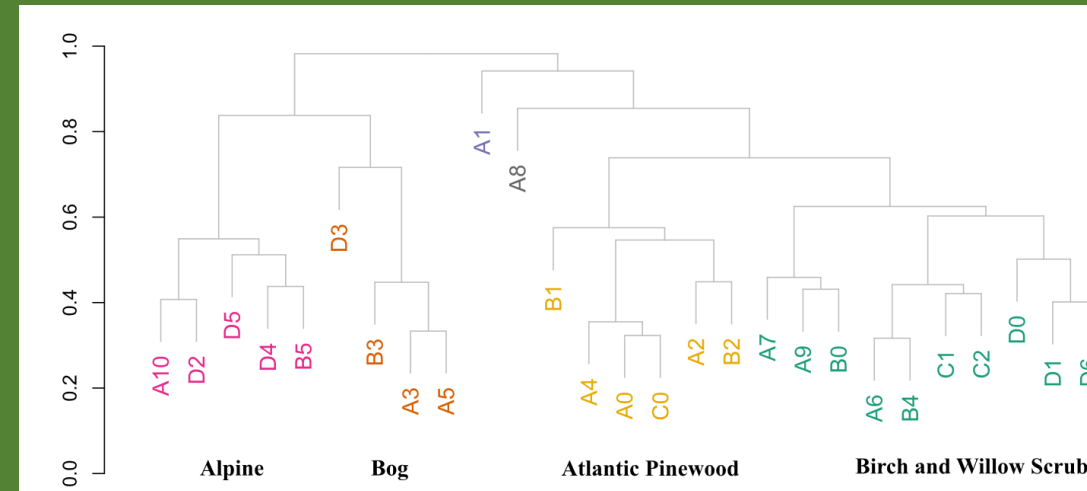 1.0
0.8
0.6
0.4
0.2
0.0
A1
A8
D3
B1
D5
D0
A10
D2
D4
B5
B3
A2
B2
A7
A9
B0
C1
C2
D1
A3
A5
A4
A0
C0
A6
B4
Alpine
Bog
Atlantic Pinewood
Birch and Willow Scrub